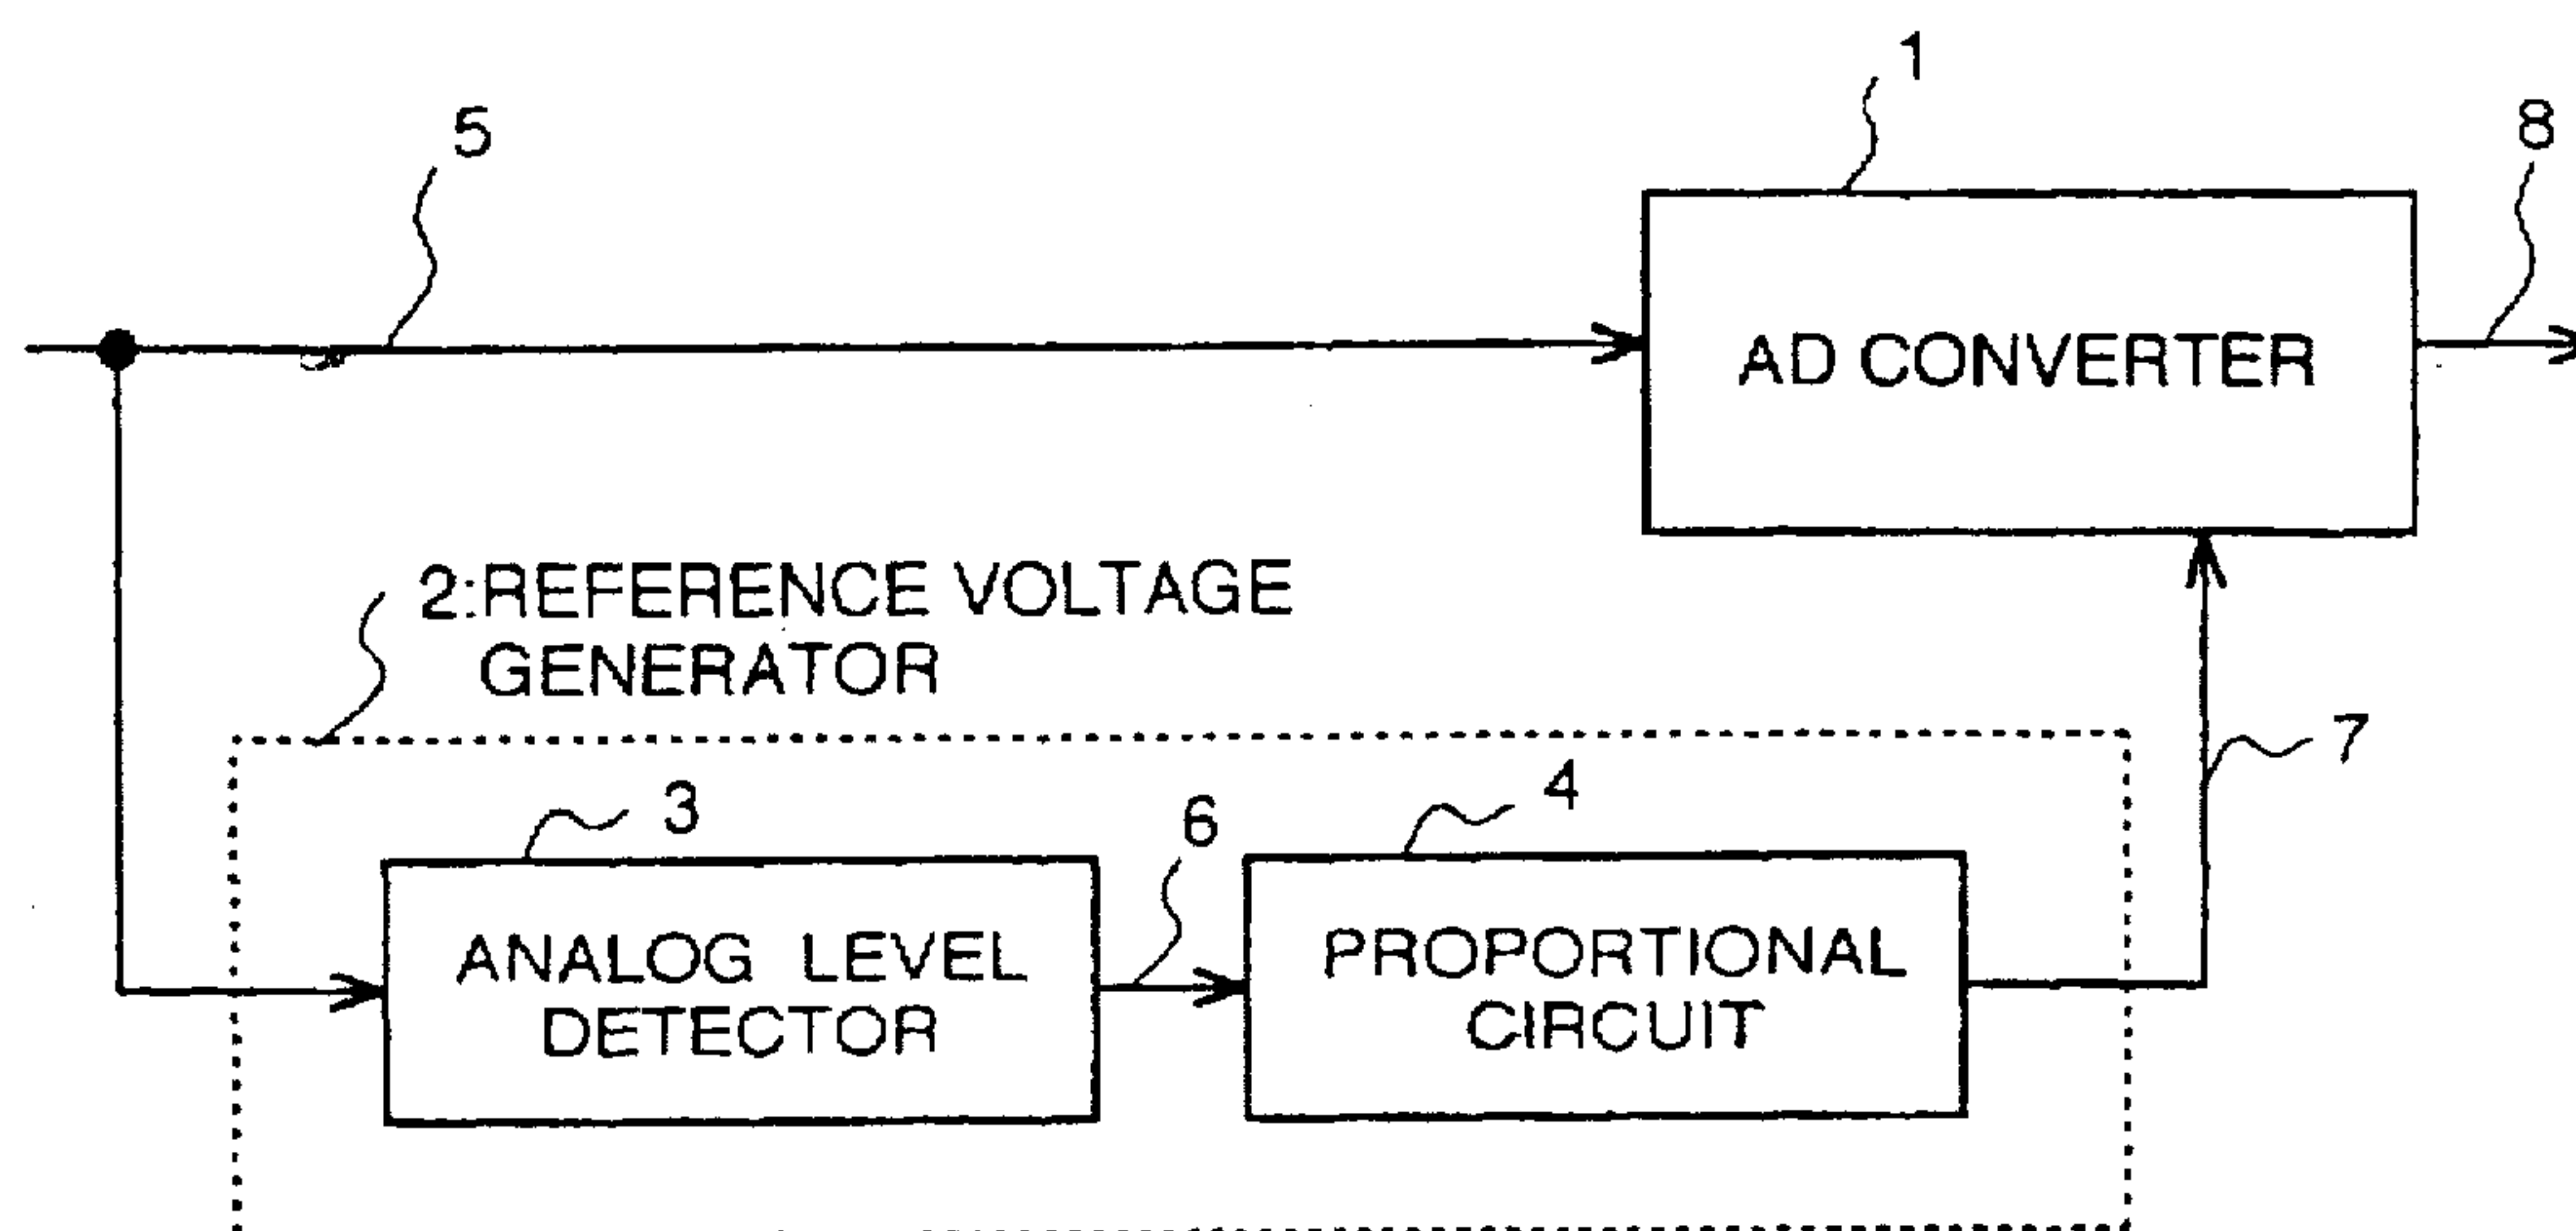 1
5
8
AD CONVERTER
2:REFERENCE VOLTAGE
GENERATOR
7
3
4
6
ANALOG LEVEL
DETECTOR
PROPORTIONAL
CIRCUIT